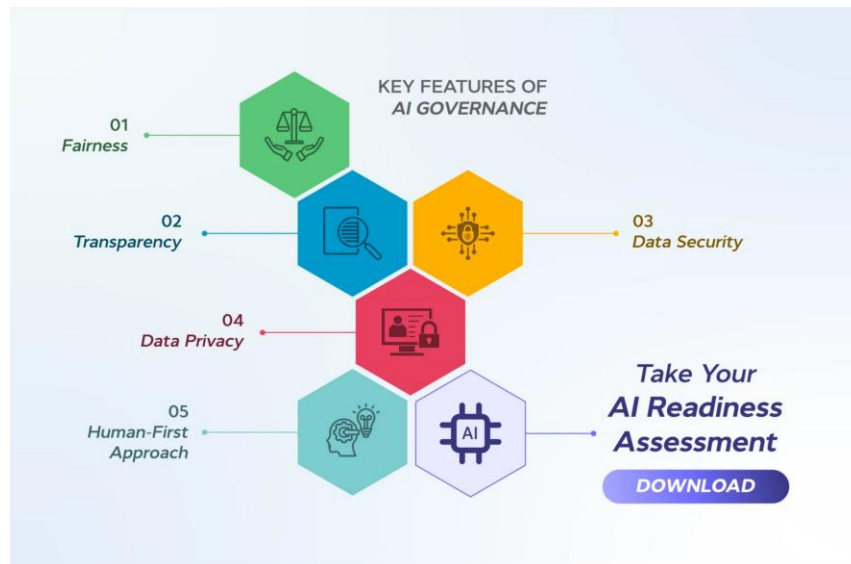 KEY FEATURES OF
AI GOVERNANCE
01
Fairness
02
Transparency
03
Data Security
04
Data Privacy
05
Human-First
Approach
AI
Take Your
AI Readiness
Assessment
DOWNLOAD